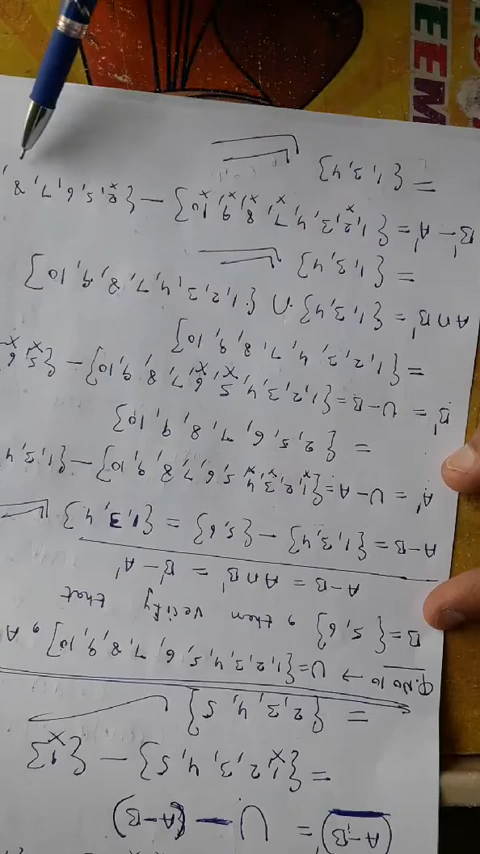 (A-B)' = U - (A-B)
= {1, 2, 3, 4, 5} - {1}
= {2, 3, 4, 5}
Q.No 10 → U={1, 2, 3, 4, 5, 6, 7, 8, 9, 10}, A
B={5, 6}, then verify that
A-B = A∩B' = B'-A'
A-B = {1, 3, 4} - {5, 6} = {1, 3, 4}
A' = U-A = {1, 2, 3, 4, 5, 6, 7, 8, 9, 10} - {1, 3, 4
= {2, 5, 6, 7, 8, 9, 10}
B' = U-B = {1, 2, 3, 4, 5, 6, 7, 8, 9, 10} - {5, 6
= {1, 2, 3, 4, 7, 8, 9, 10}
A∩B' = {1, 3, 4} ∩ {1, 2, 3, 4, 7, 8, 9, 10}
= {1, 3, 4}
B'-A' = {1, 2, 3, 4, 7, 8, 9, 10} - {2, 5, 6, 7, 8,
= {1, 3, 4}
EEM